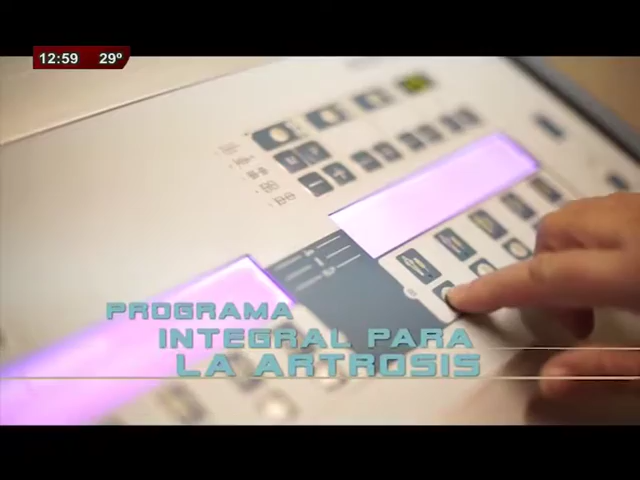 12:59 29º
PROGRAMA
INTEGRAL PARA
LA ARTROSIS